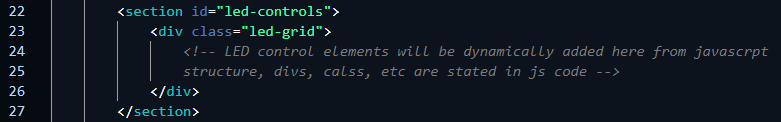 22 <section id="led-controls">
23 <div class="led-grid">
24 <!-- LED control elements will be dynamically added here from javascrpt
25 structure, divs, calss, etc are stated in js code -->
26 </div>
27 </section>